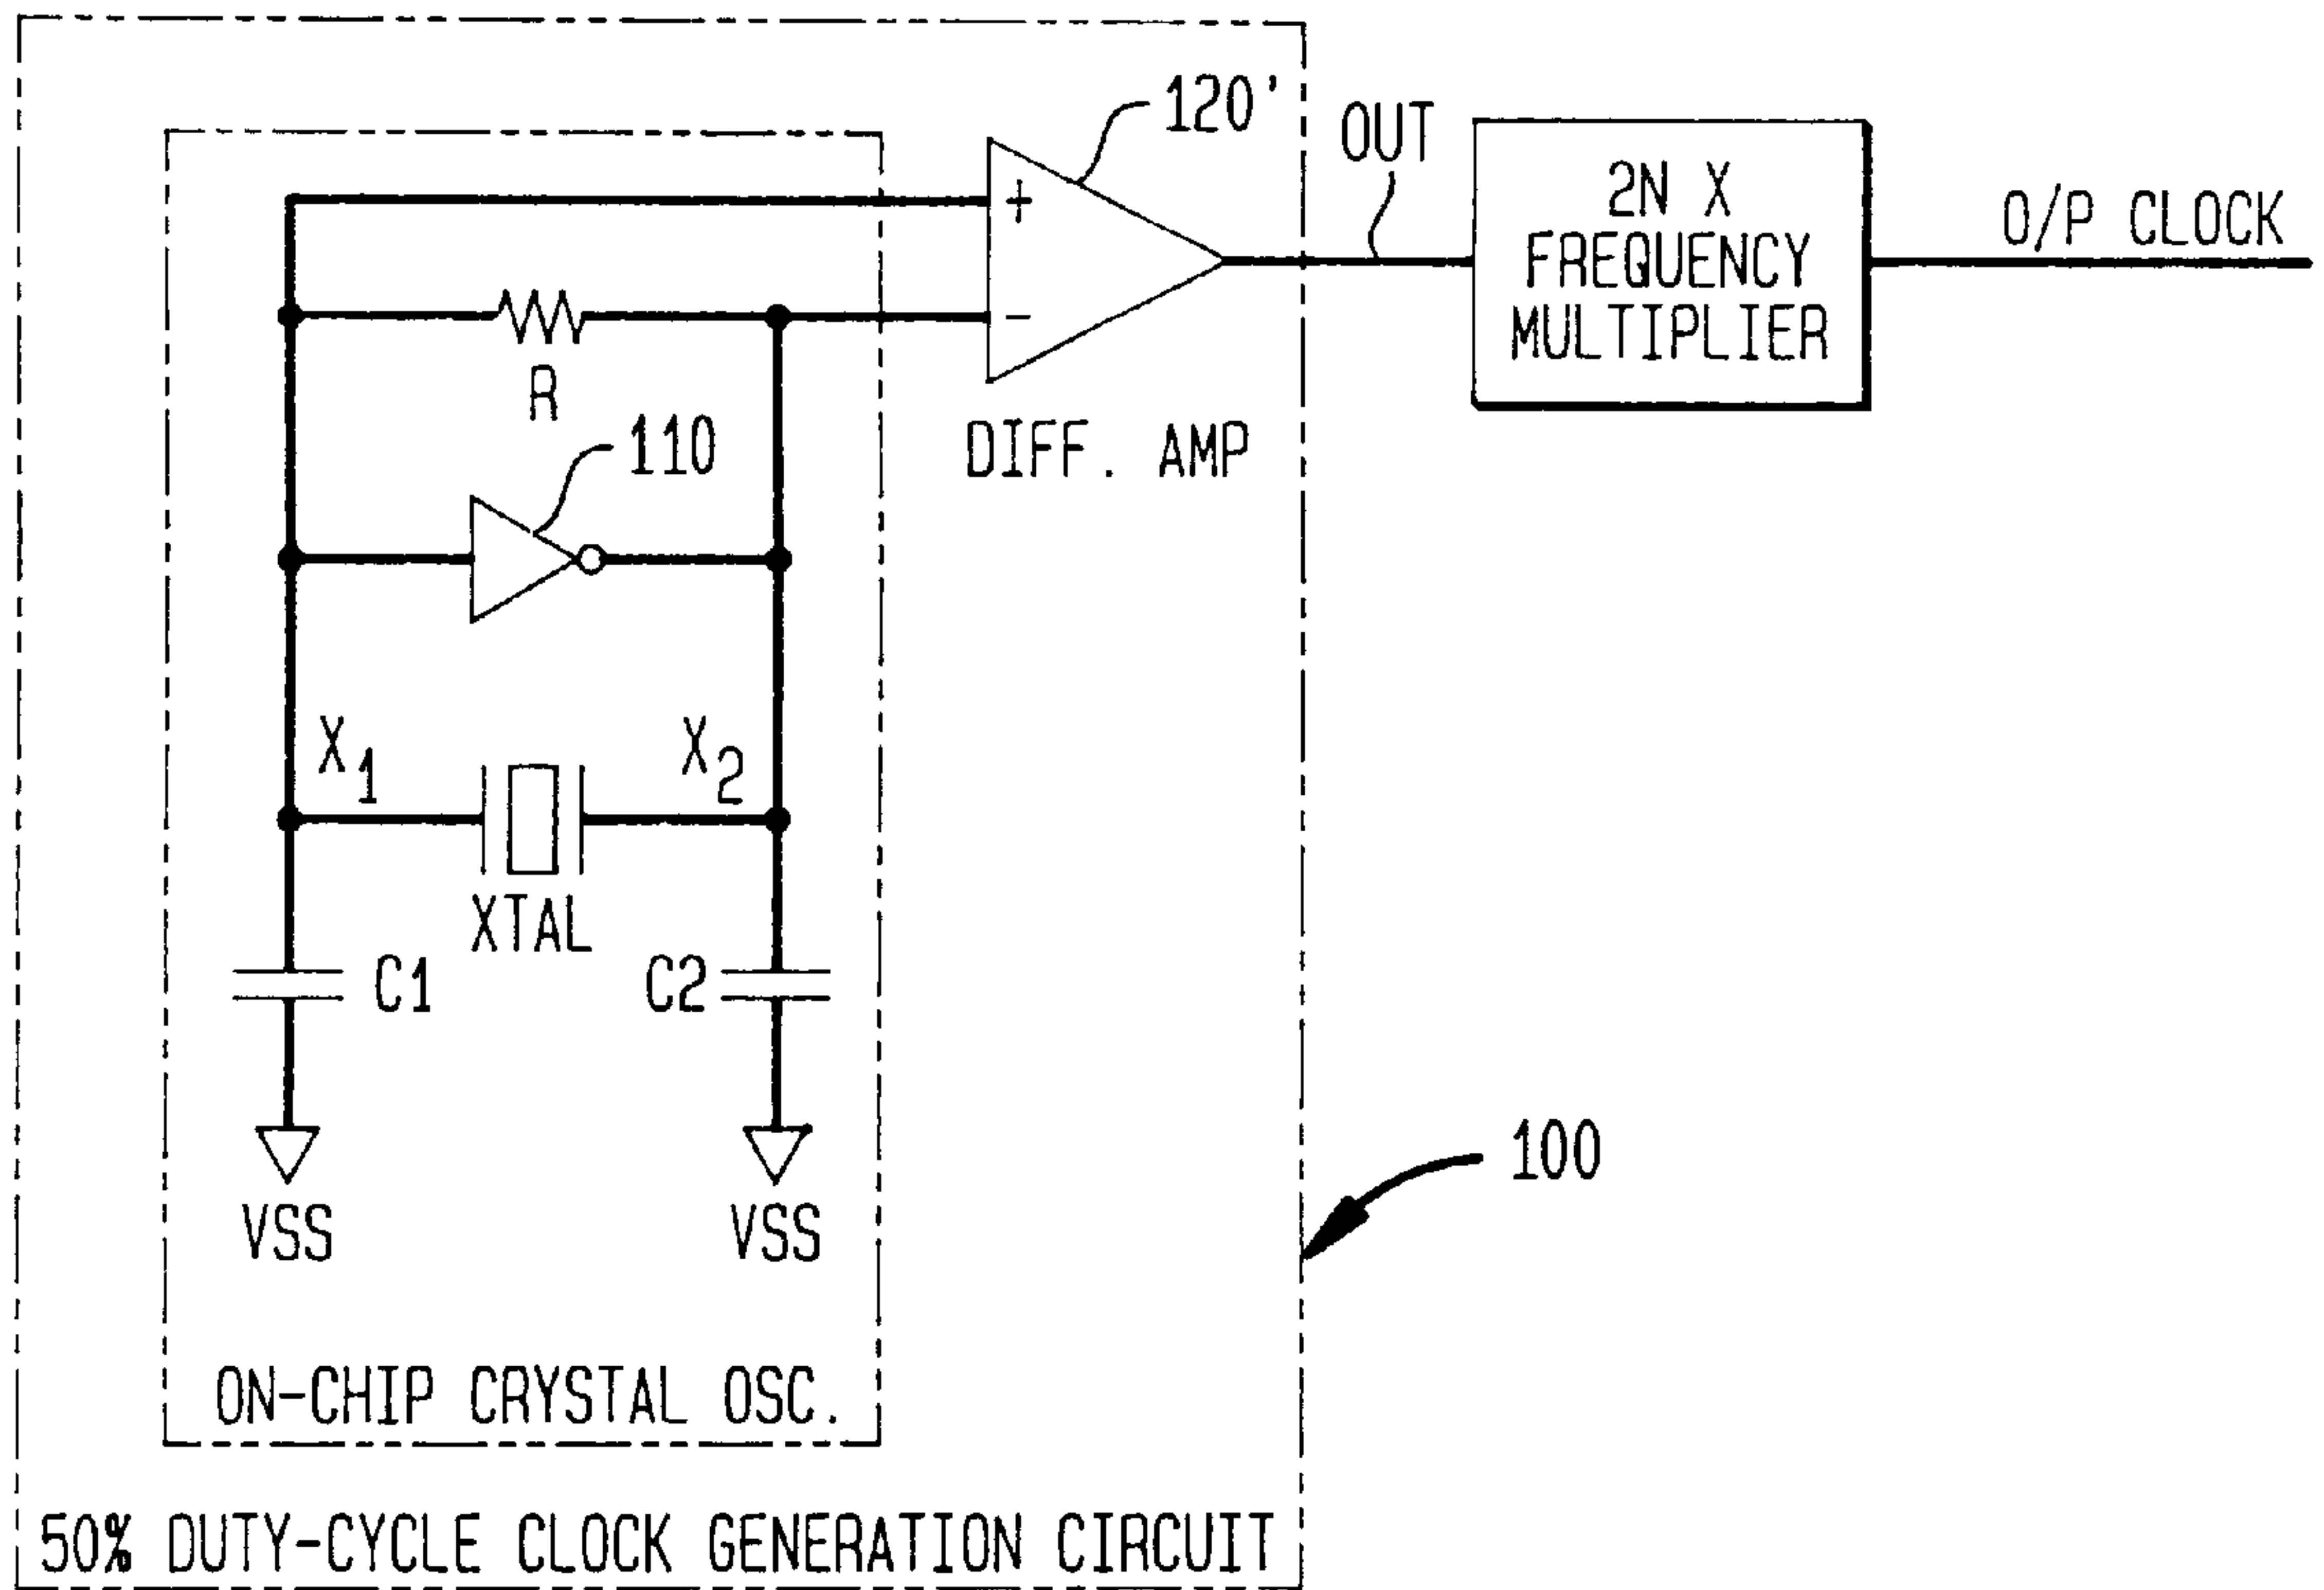 120'
OUT
2N X
FREQUENCY
MULTIPLIER
O/P CLOCK
+
-
R
110
DIFF. AMP
X1
X2
XTAL
C1
C2
VSS
VSS
100
ON-CHIP CRYSTAL OSC.
50% DUTY-CYCLE CLOCK GENERATION CIRCUIT